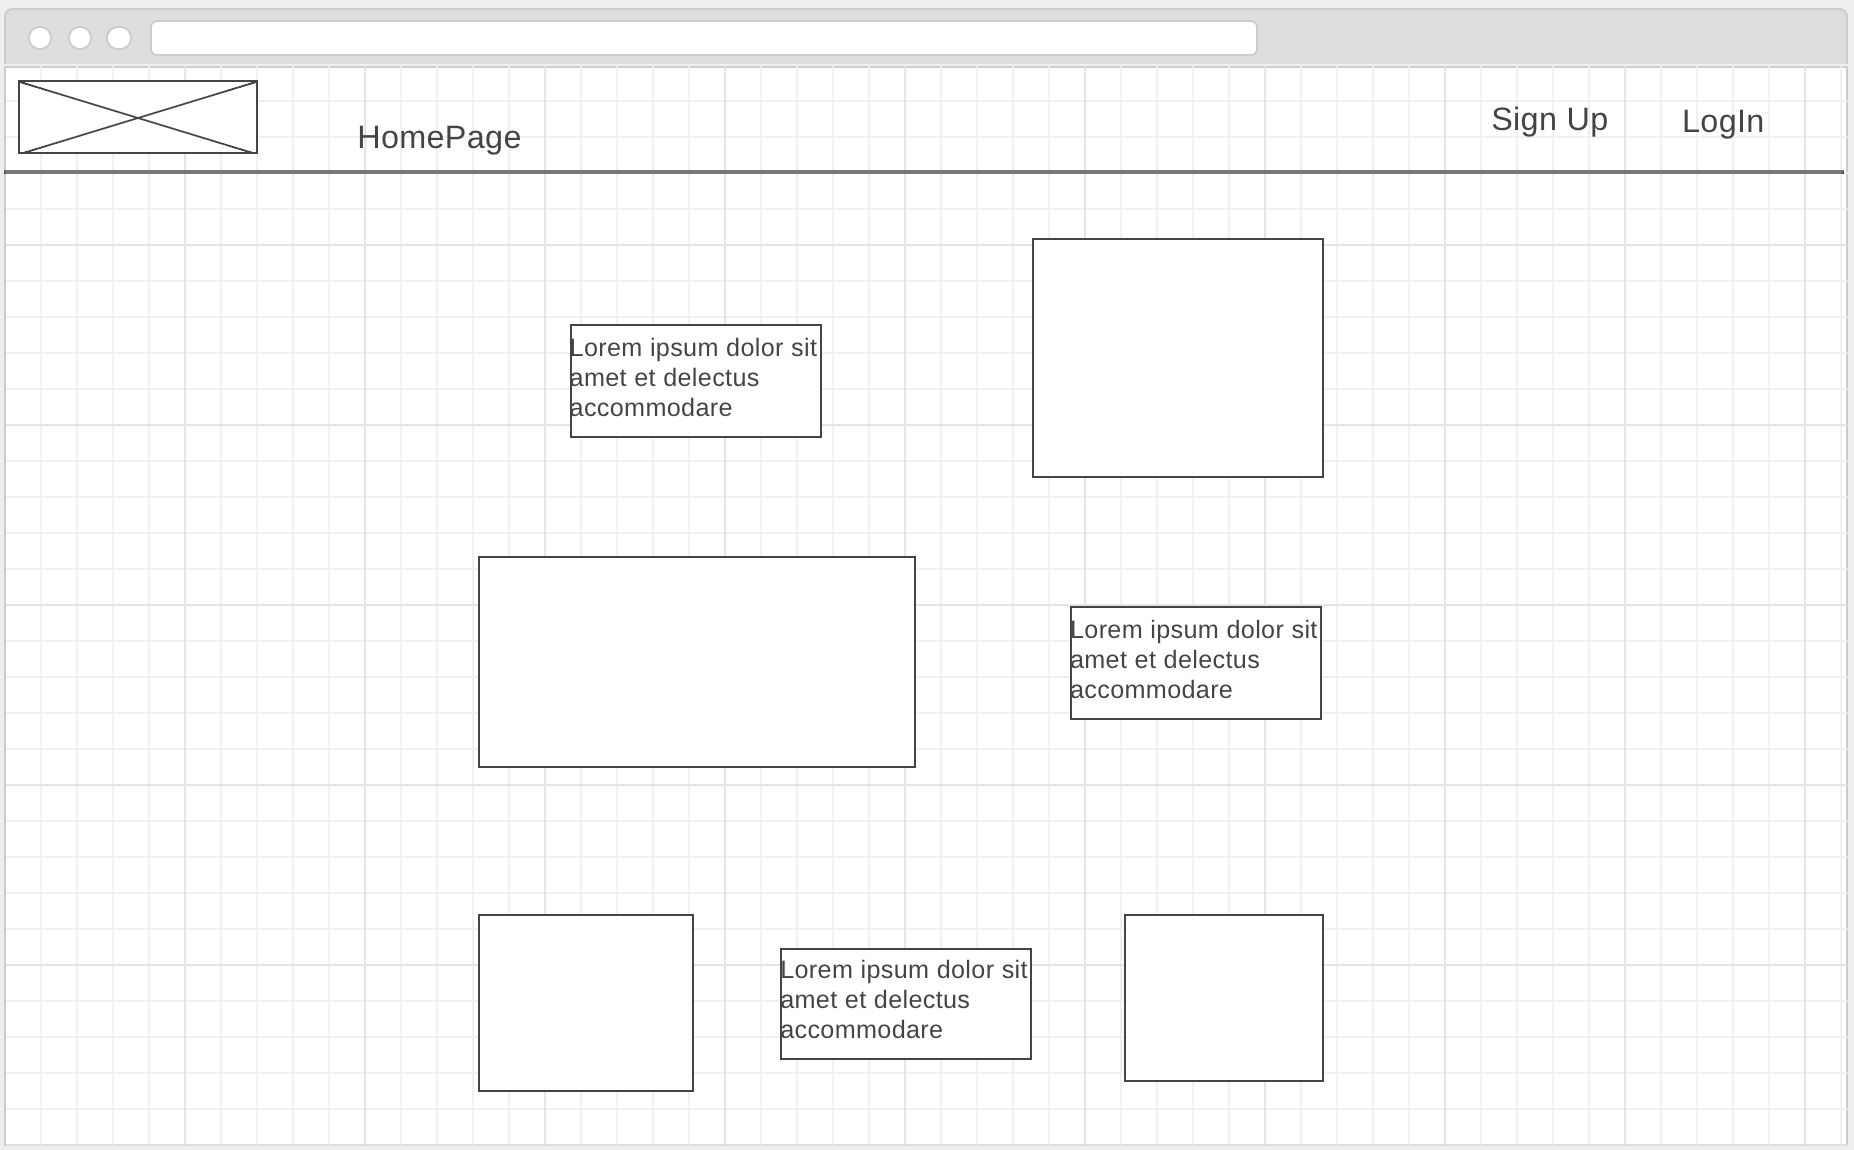 HomePage
Sign Up
LogIn
Lorem ipsum dolor sit
amet et delectus
accommodare
Lorem ipsum dolor sit
amet et delectus
accommodare
Lorem ipsum dolor sit
amet et delectus
accommodare